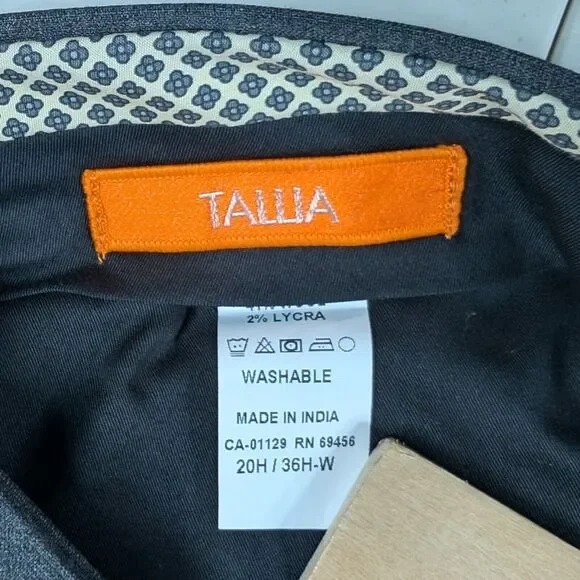 TALLIA
2% LYCRA
WASHABLE
MADE IN INDIA
CA-01129 RN 69456
20H / 36H-W